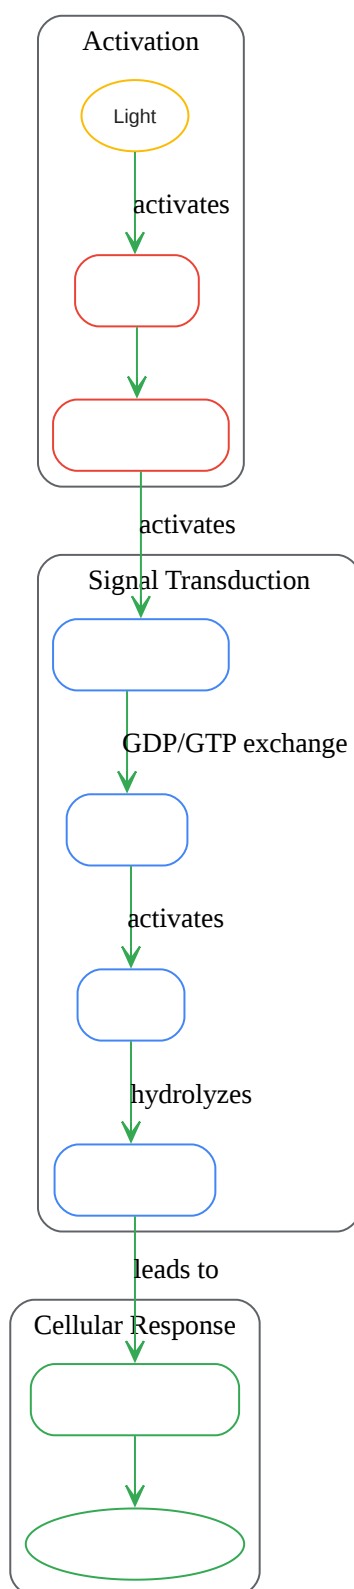 Activation
Light
activates
activates
Signal Transduction
GDP/GTP exchange
activates
hydrolyzes
leads to
Cellular Response